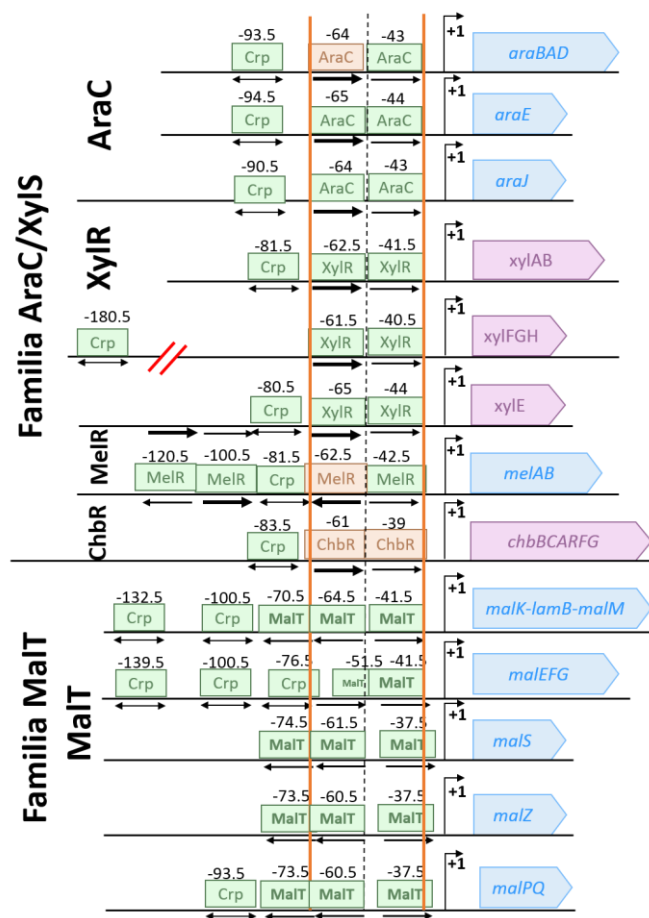 Familia AraC/XylS
AraC
-93.5 -64 -43 +1
Crp AraC AraC araBAD
-94.5 -65 -44 +1
Crp AraC AraC araE
-90.5 -64 -43 +1
Crp AraC AraC araJ
XylR
-81.5 -62.5 -41.5 +1
Crp XylR XylR xylAB
-180.5 -61.5 -40.5 +1
Crp XylR XylR xylFGH
-80.5 -65 -44 +1
Crp XylR XylR xylE
MelR
-120.5 -100.5 -81.5 -62.5 -42.5 +1
MelR MelR Crp MelR MelR melAB
ChbR
-83.5 -61 -39 +1
Crp ChbR ChbR chbBCARFG
Familia MalT
MalT
-132.5 -100.5 -70.5 -64.5 -41.5 +1
Crp Crp MalT MalT MalT malK-lamB-malM
-139.5 -100.5 -76.5 -51.5 -41.5 +1
Crp Crp Crp MalT MalT malEFG
-74.5 -61.5 -37.5 +1
MalT MalT MalT malS
-73.5 -60.5 -37.5 +1
MalT MalT MalT malZ
-93.5 -73.5 -60.5 -37.5 +1
Crp MalT MalT MalT malPQ